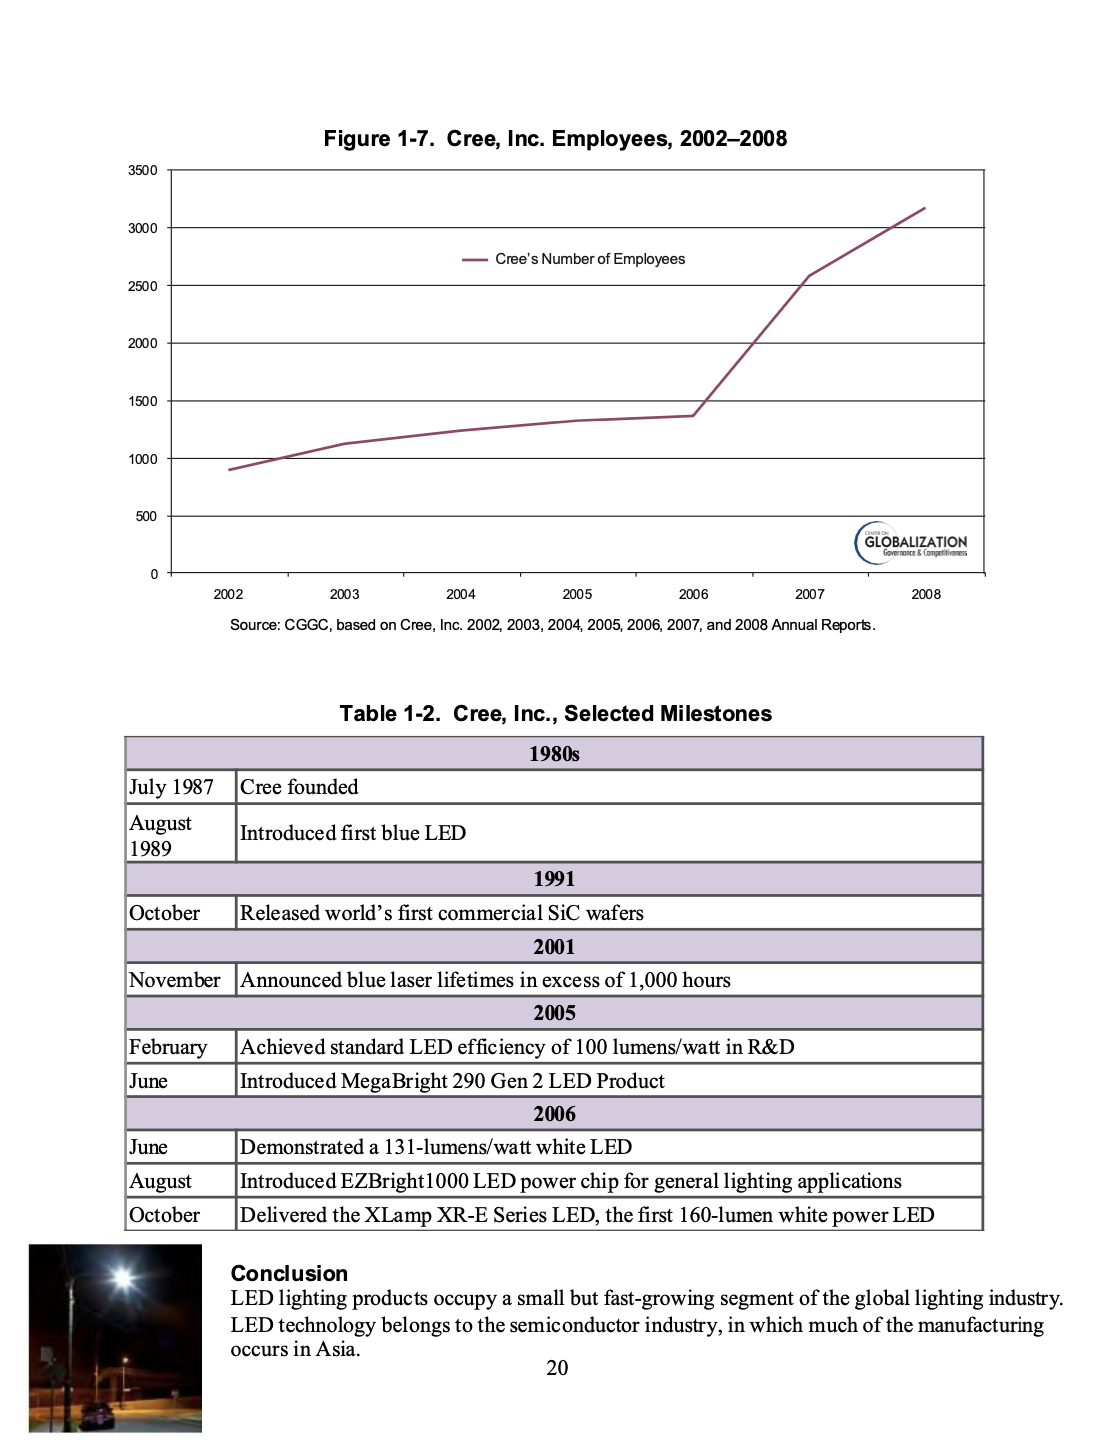 Figure 1-7.  Cree, Inc. Employees, 2002–2008
3500
3000
2500
2000
1500
1000
500
0
Cree's Number of Employees
CENTER ON
GLOBALIZATION
Governance & Competitiveness
2002 2003 2004 2005 2006 2007 2008
Source: CGGC, based on Cree, Inc. 2002, 2003, 2004, 2005, 2006, 2007, and 2008 Annual Reports.
Table 1-2.  Cree, Inc., Selected Milestones
1980s
July 1987 Cree founded
August
1989
Introduced first blue LED
1991
October Released world's first commercial SiC wafers
2001
November Announced blue laser lifetimes in excess of 1,000 hours
2005
February Achieved standard LED efficiency of 100 lumens/watt in R&D
June Introduced MegaBright 290 Gen 2 LED Product
2006
June Demonstrated a 131-lumens/watt white LED
August Introduced EZBright1000 LED power chip for general lighting applications
October Delivered the XLamp XR-E Series LED, the first 160-lumen white power LED
Conclusion
LED lighting products occupy a small but fast-growing segment of the global lighting industry.
LED technology belongs to the semiconductor industry, in which much of the manufacturing
occurs in Asia.
20